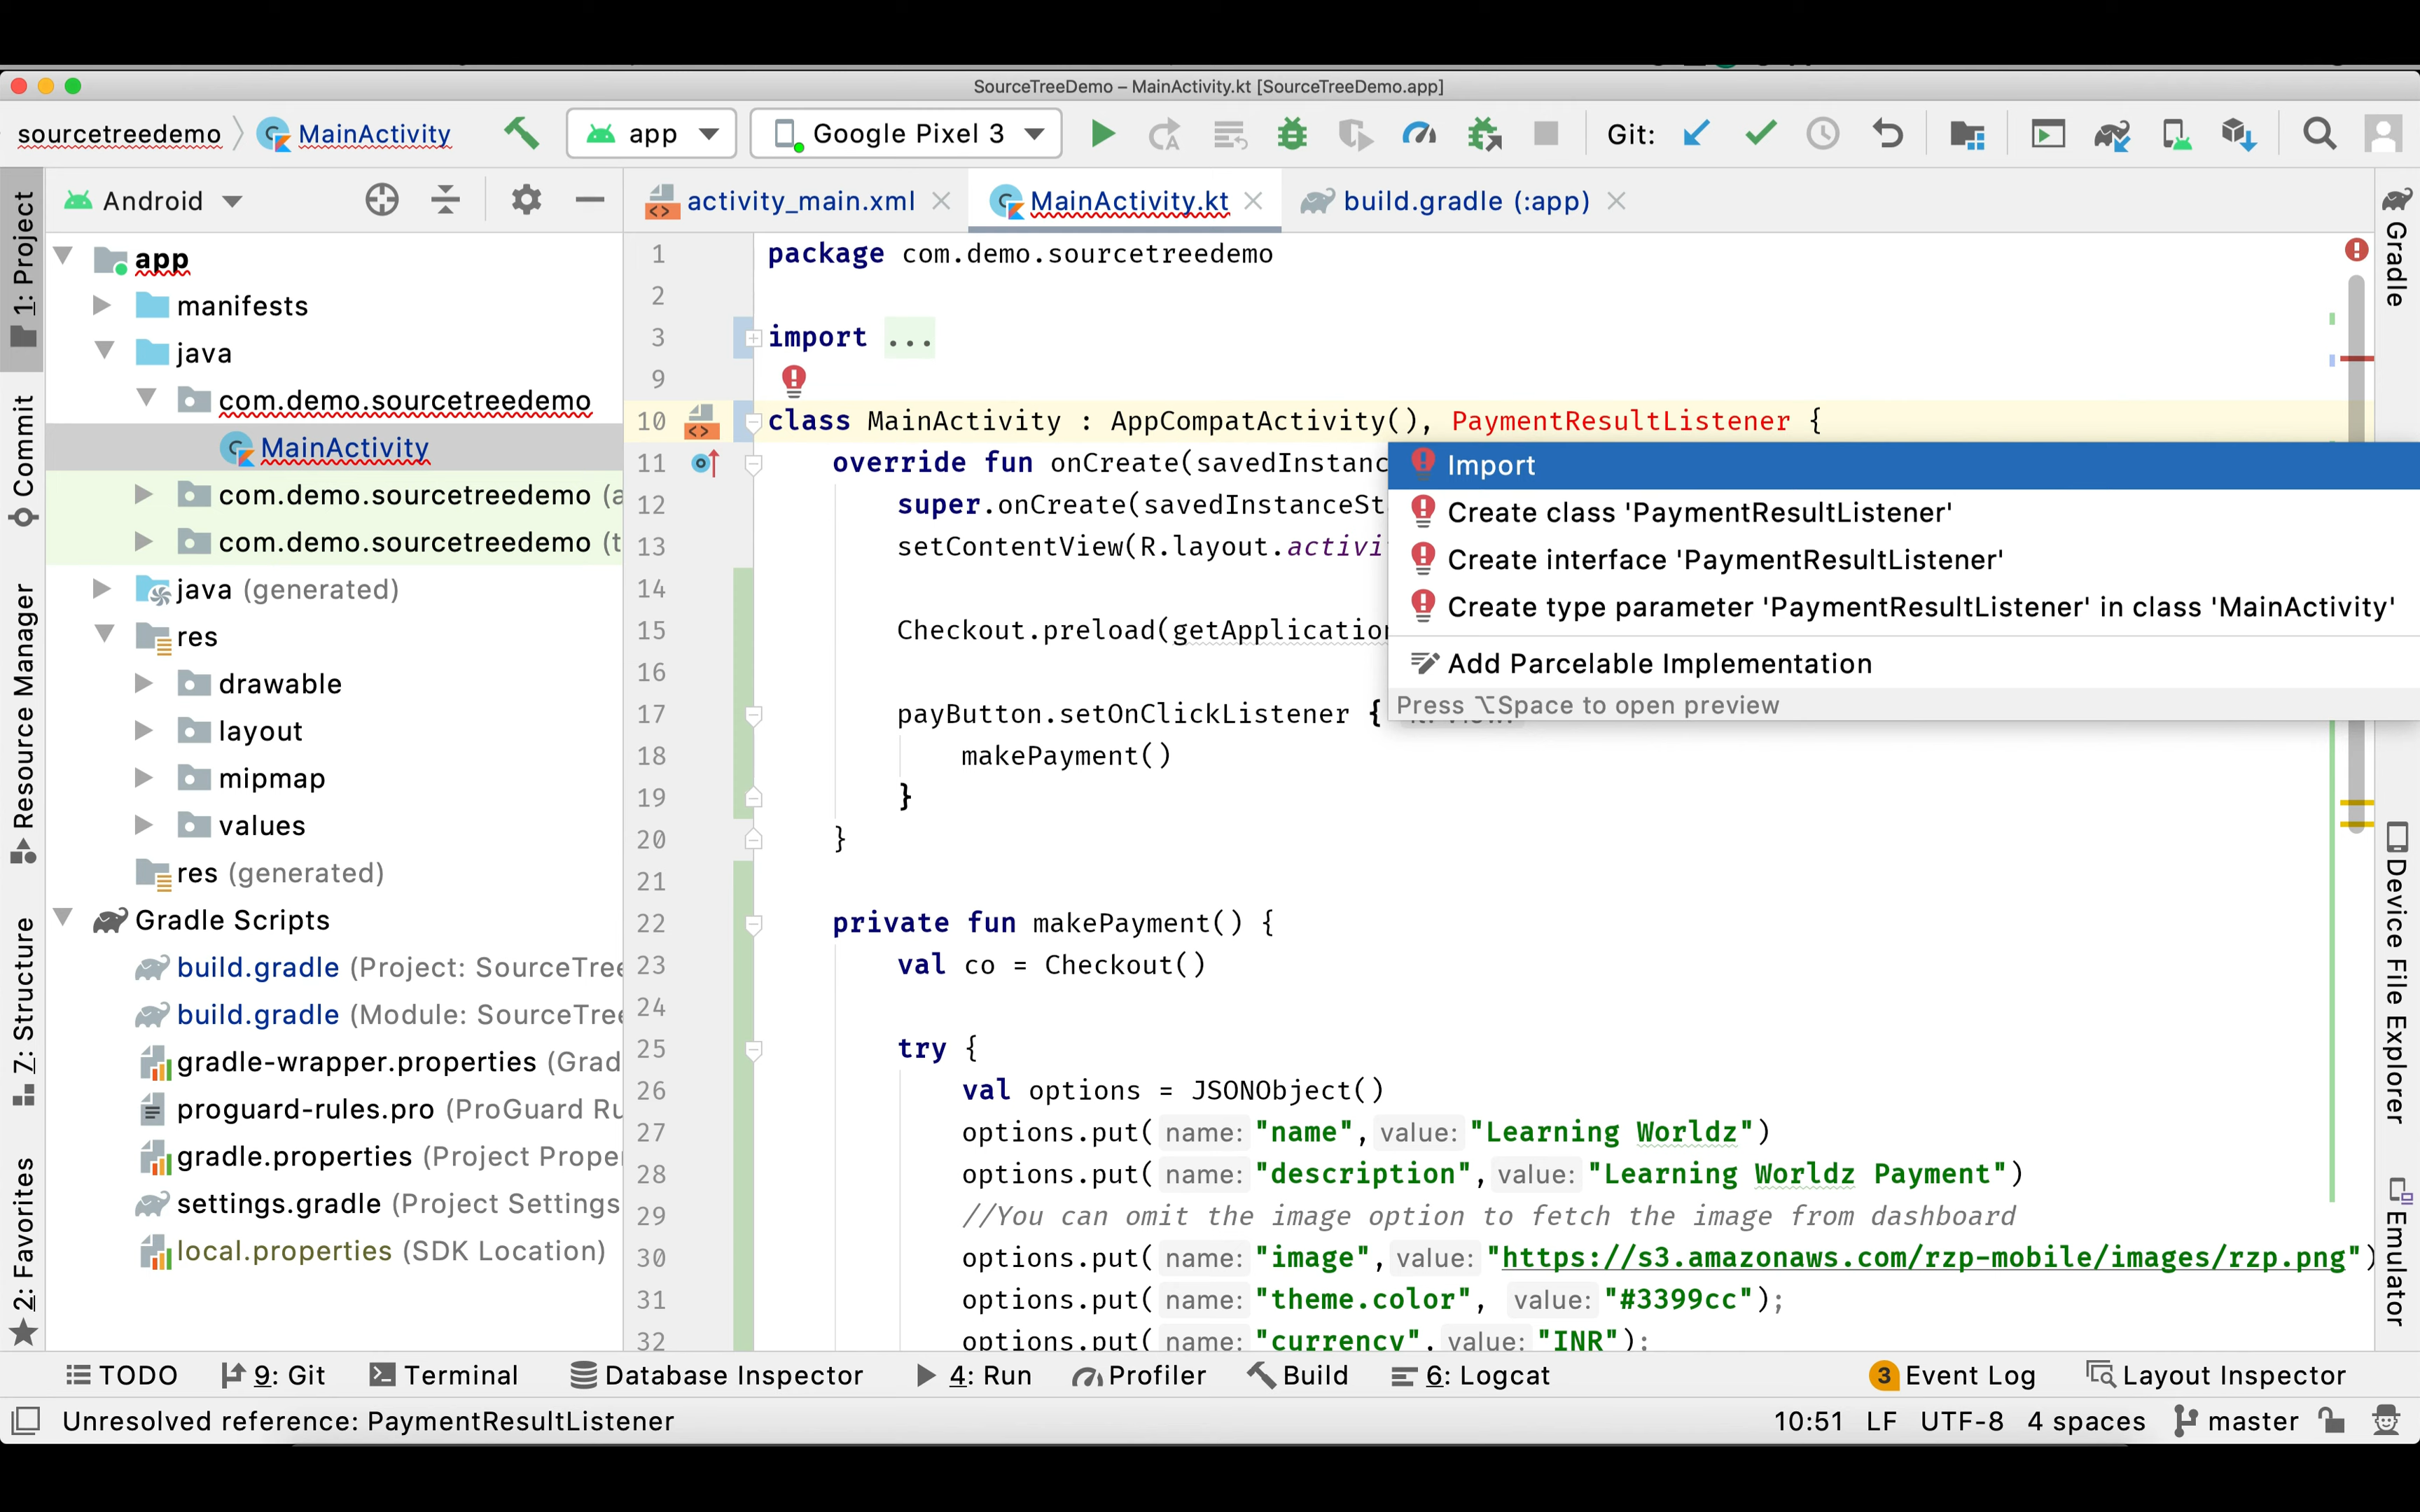 SourceTreeDemo – MainActivity.kt [SourceTreeDemo.app]
sourcetreedemo MainActivity app Google Pixel 3 Git:
Android
activity_main.xml MainActivity.kt build.gradle (:app)
1: Project
Commit
Resource Manager
7: Structure
2: Favorites
app
manifests
java
com.demo.sourcetreedemo
MainActivity
com.demo.sourcetreedemo (a
com.demo.sourcetreedemo (t
java (generated)
res
drawable
layout
mipmap
values
res (generated)
Gradle Scripts
build.gradle (Project: SourceTree
build.gradle (Module: SourceTree
gradle-wrapper.properties (Grad
proguard-rules.pro (ProGuard Ru
gradle.properties (Project Prope
settings.gradle (Project Settings
local.properties (SDK Location)
1 package com.demo.sourcetreedemo
2
3 import ...
9
10 class MainActivity : AppCompatActivity(), PaymentResultListener {
11 override fun onCreate(savedInstanc
12 super.onCreate(savedInstanceSt
13 setContentView(R.layout.activi
14
15 Checkout.preload(getApplication
16
17 payButton.setOnClickListener {
18 makePayment()
19 }
20 }
21
22 private fun makePayment() {
23 val co = Checkout()
24
25 try {
26 val options = JSONObject()
27 options.put( name: "name", value: "Learning Worldz")
28 options.put( name: "description", value: "Learning Worldz Payment")
29 //You can omit the image option to fetch the image from dashboard
30 options.put( name: "image", value: "https://s3.amazonaws.com/rzp-mobile/images/rzp.png")
31 options.put( name: "theme.color", value: "#3399cc");
32 options.put( name: "currency", value: "INR");
Import
Create class 'PaymentResultListener'
Create interface 'PaymentResultListener'
Create type parameter 'PaymentResultListener' in class 'MainActivity'
Add Parcelable Implementation
Press ⌥Space to open preview
Gradle
Device File Explorer
Emulator
TODO 9: Git Terminal Database Inspector 4: Run Profiler Build 6: Logcat 3 Event Log Layout Inspector
Unresolved reference: PaymentResultListener 10:51 LF UTF-8 4 spaces master